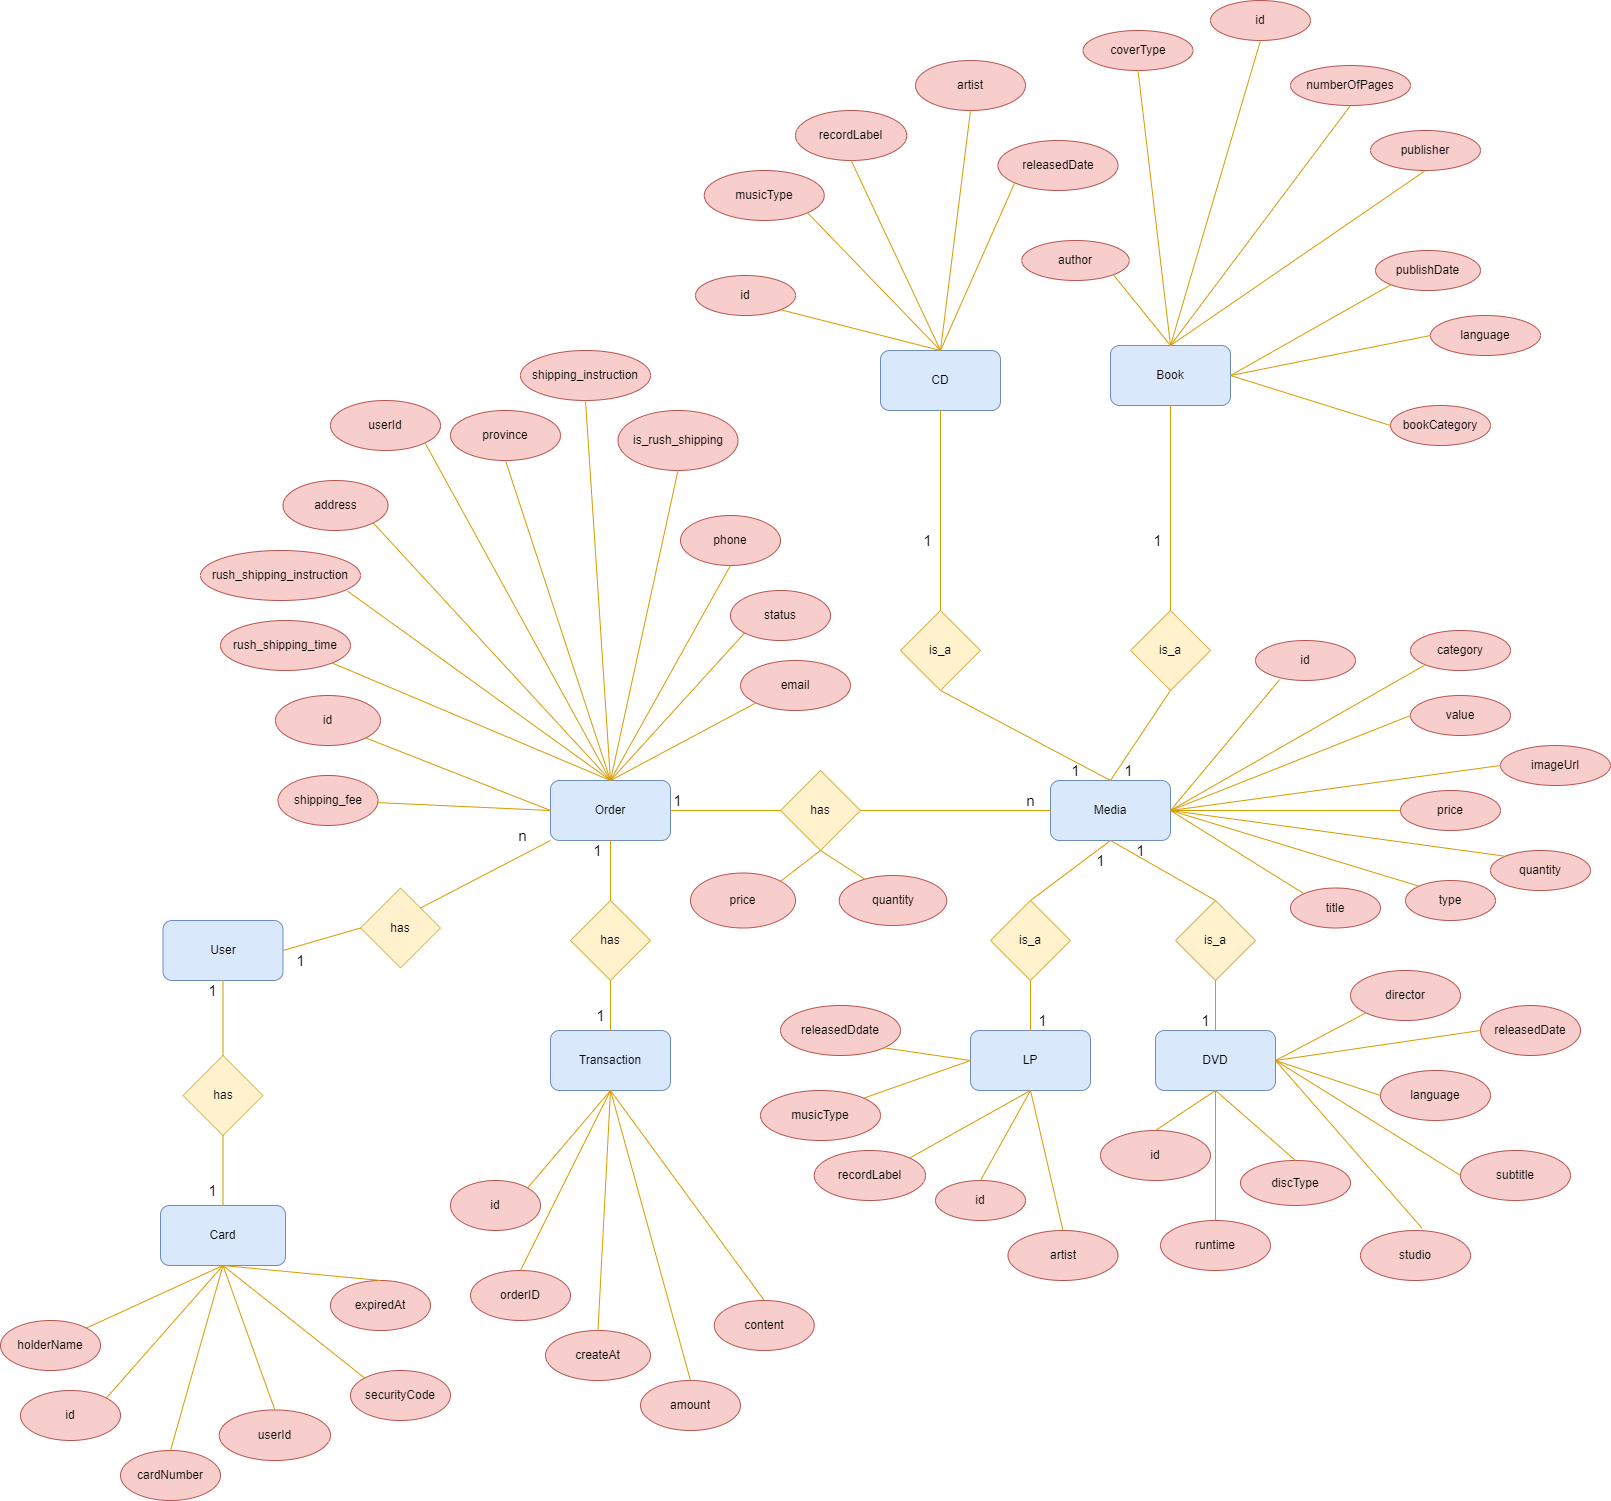 id
coverType
artist
numberOfPages
recordLabel
publisher
releasedDate
musicType
author
publishDate
id
language
CD
Book
shipping_instruction
userId
province
is_rush_shipping
bookCategory
address
phone
1
1
rush_shipping_instruction
status
rush_shipping_time
is_a
is_a
id
category
email
id
value
imageUrl
1
1
shipping_fee
Order
1
has
n
Media
price
n
1
1
1
quantity
price
quantity
title
type
User
has
has
is_a
is_a
1
1
director
1
1
1
releasedDdate
releasedDate
Transaction
LP
DVD
has
language
musicType
id
recordLabel
subtitle
discType
1
id
id
Card
runtime
artist
studio
orderID
expiredAt
content
holderName
createAt
securityCode
amount
id
userId
cardNumber